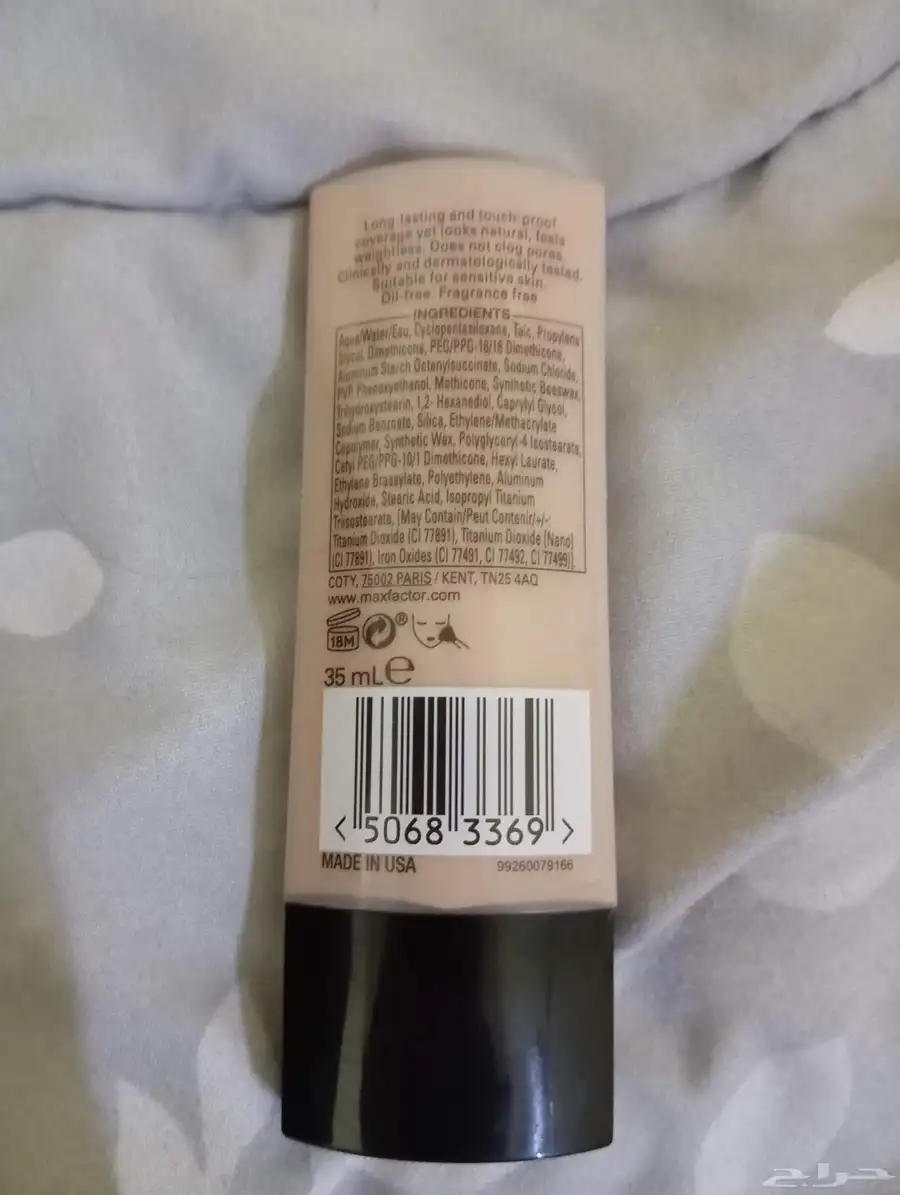 Long lasting and touch-proof
coverage yet looks natural, feels
weightless. Does not clog pores.
Clinically and dermatologically tested.
Suitable for sensitive skin.
Oil-free. Fragrance free
INGREDIENTS
Aqua/Water/Eau, Cyclopentasiloxane, Talc, Propylene
Glycol, Dimethicone, PEG/PPG-18/18 Dimethicone,
Aluminum Starch Octenylsuccinate, Sodium Chloride,
PVP, Phenoxyethanol, Methicone, Synthetic Beeswax,
Trihydroxystearin, 1,2- Hexanediol, Caprylyl Glycol,
Sodium Benzoate, Silica, Ethylene/Methacrylate
Copolymer, Synthetic Wax, Polyglyceryl-4 Isostearate,
Cetyl PEG/PPG-10/1 Dimethicone, Hexyl Laurate,
Ethylene Brassylate, Polyethylene, Aluminum
Hydroxide, Stearic Acid, Isopropyl Titanium
Triisostearate, [May Contain/Peut Contenir/+/-:
Titanium Dioxide (CI 77891), Titanium Dioxide [Nano]
(CI 77891), Iron Oxides (CI 77491, CI 77492, CI 77499)].
COTY, 75002 PARIS / KENT, TN25 4AQ
www.maxfactor.com
18M ®
35 mL e
< 5068 3369 >
MADE IN USA 99260079166
حراج